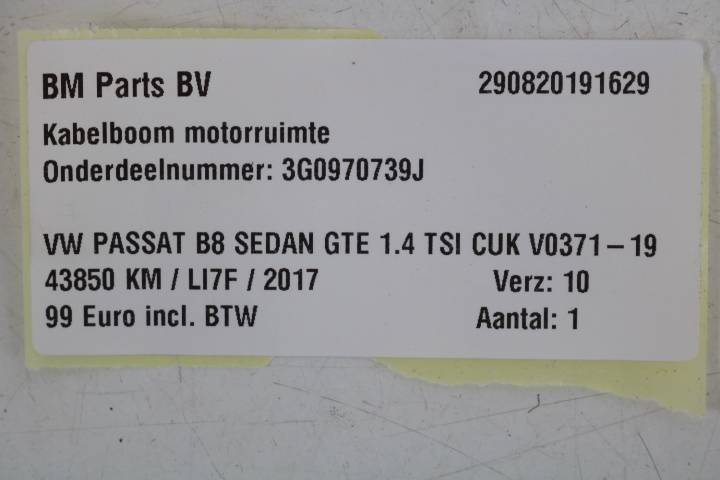 BM Parts BV 290820191629
Kabelboom motorruimte
Onderdeelnummer: 3G0970739J
VW PASSAT B8 SEDAN GTE 1.4 TSI CUK V0371-19
43850 KM / LI7F / 2017 Verz: 10
99 Euro incl. BTW Aantal: 1